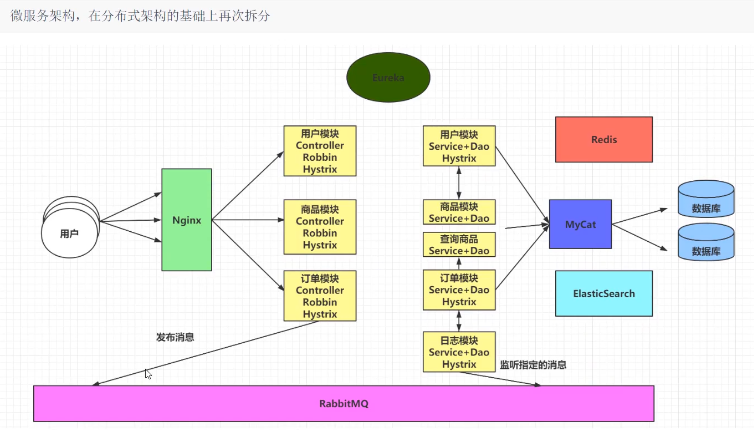 微服务架构，在分布式架构的基础上再次拆分
Eureka
用户模块
Controller
Robbin
Hystrix
用户模块
Service+Dao
Hystrix
Redis
用户
Nginx
商品模块
Controller
Robbin
Hystrix
商品模块
Service+Dao
查询商品
Service+Dao
MyCat
数据库
数据库
订单模块
Controller
Robbin
Hystrix
订单模块
Service+Dao
Hystrix
ElasticSearch
发布消息
日志模块
Service+Dao
Hystrix
监听指定的消息
RabbitMQ